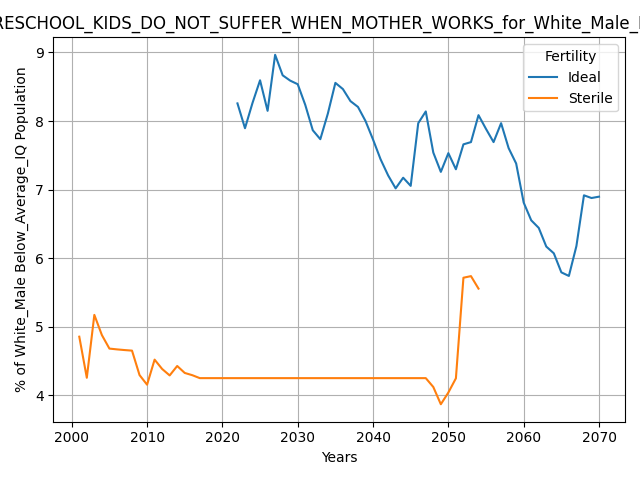 RESCHOOL_KIDS_DO_NOT_SUFFER_WHEN_MOTHER_WORKS_for_White_Male_
Fertility
Ideal
Sterile
% of White_Male Below_Average_IQ Population
9
8
7
6
5
4
2000 2010 2020 2030 2040 2050 2060 2070
Years